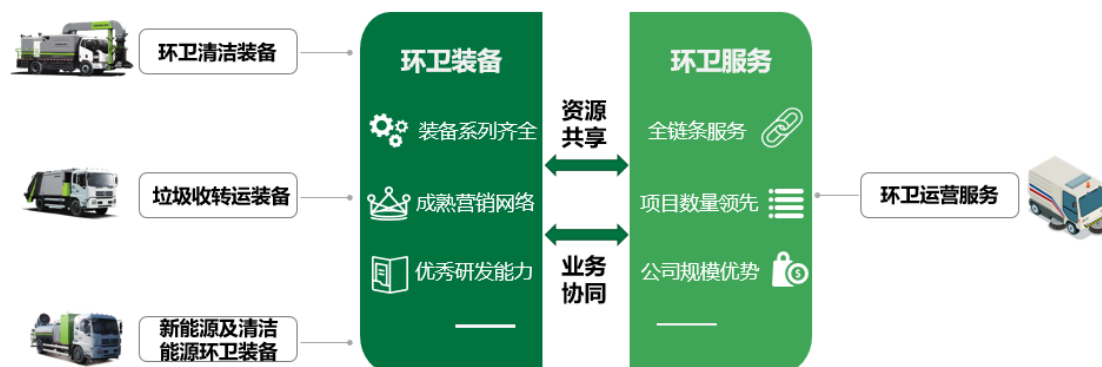 环卫清洁装备
垃圾收转运装备
新能源及清洁
能源环卫装备
环卫装备
装备系列齐全
成熟营销网络
优秀研发能力
资源
共享
业务
协同
环卫服务
全链条服务
项目数量领先
公司规模优势
环卫运营服务